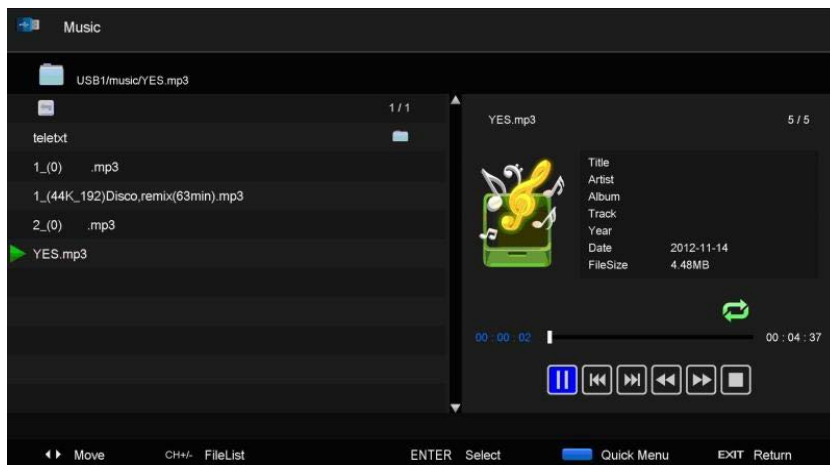 Music
USB1/music/YES.mp3
1 / 1
teletxt
1_(0) .mp3
1_(44K_192)Disco,remix(63min).mp3
2_(0) .mp3
YES.mp3
YES.mp3 5 / 5
Title
Artist
Album
Track
Year
Date 2012-11-14
FileSize 4.48MB
00 : 00 : 02 00 : 04 : 37
Move CH+/- FileList ENTER Select Quick Menu EXIT Return